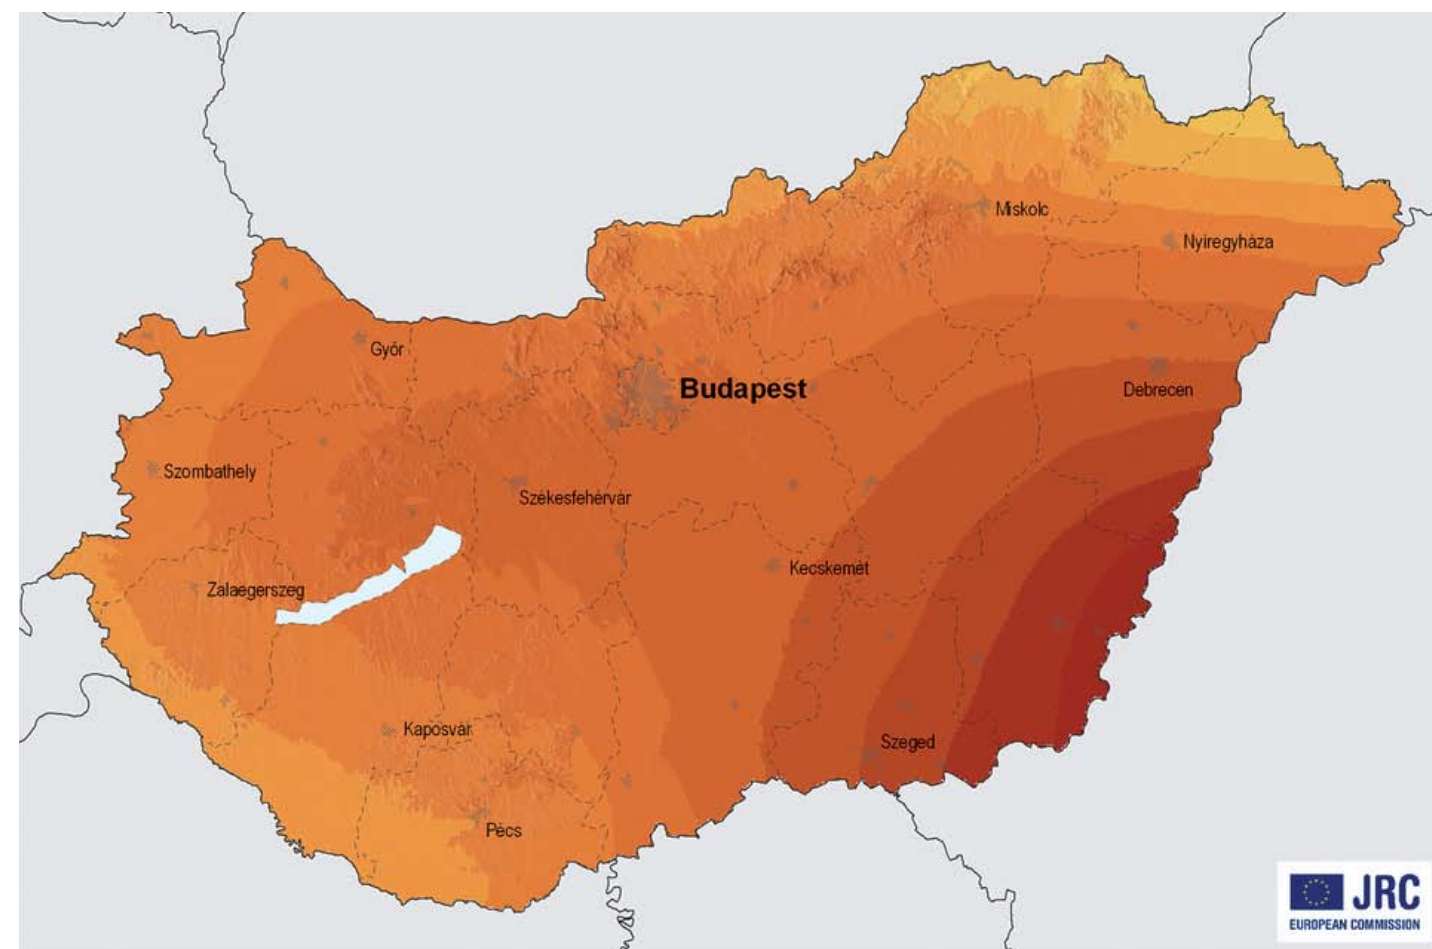 Miskolc
Nyíregyháza
Győr
Budapest
Debrecen
Szombathely
Székesfehérvár
Kecskemét
Zalaegerszeg
Kaposvár
Szeged
Pécs
JRC
EUROPEAN COMMISSION